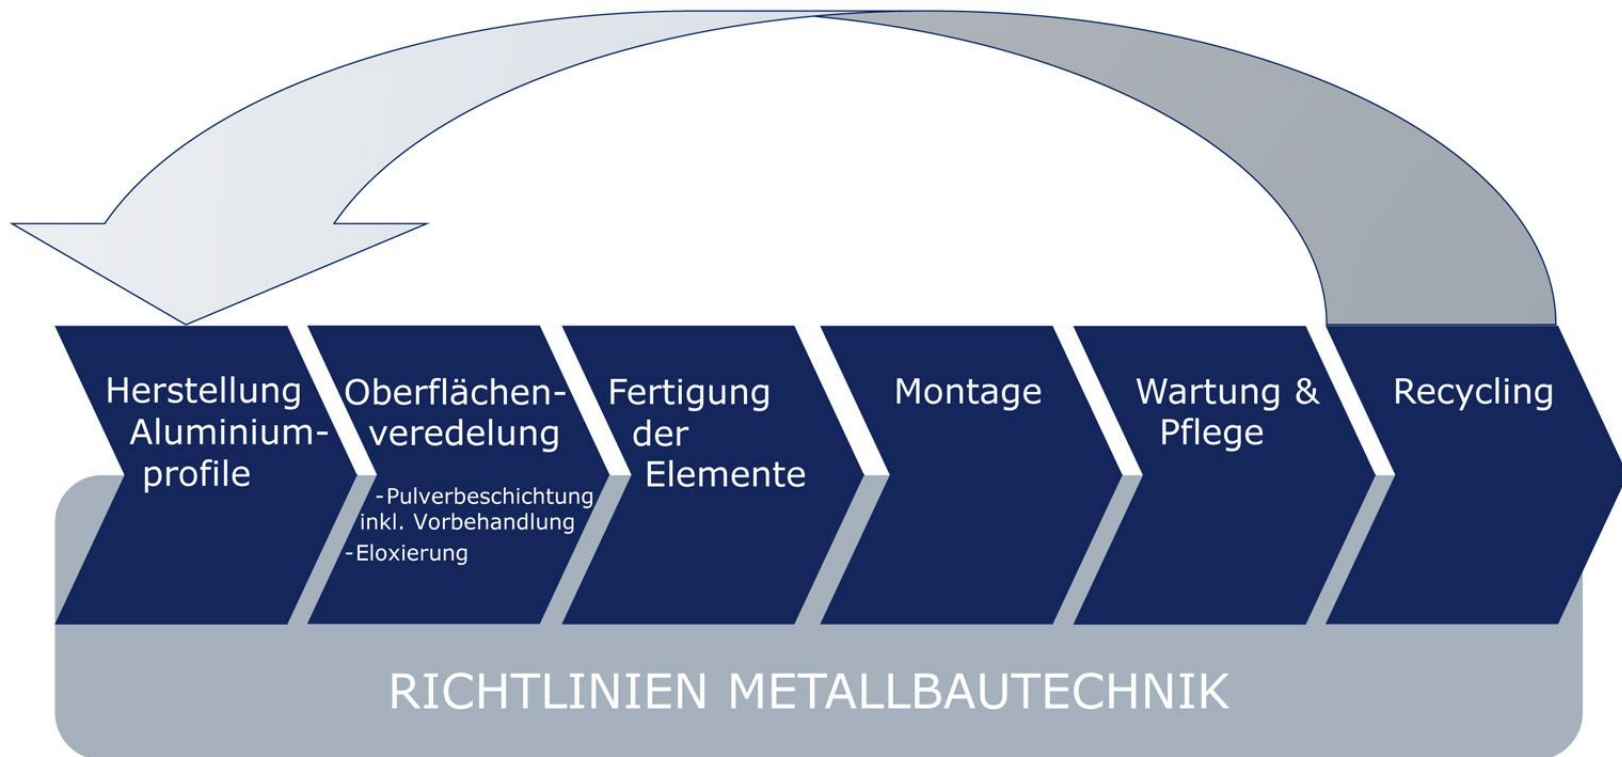 Herstellung
Aluminium-
profile
Oberflächen-
veredelung
-Pulverbeschichtung
inkl. Vorbehandlung
-Eloxierung
Fertigung
der
Elemente
Montage
Wartung &
Pflege
Recycling
RICHTLINIEN METALLBAUTECHNIK